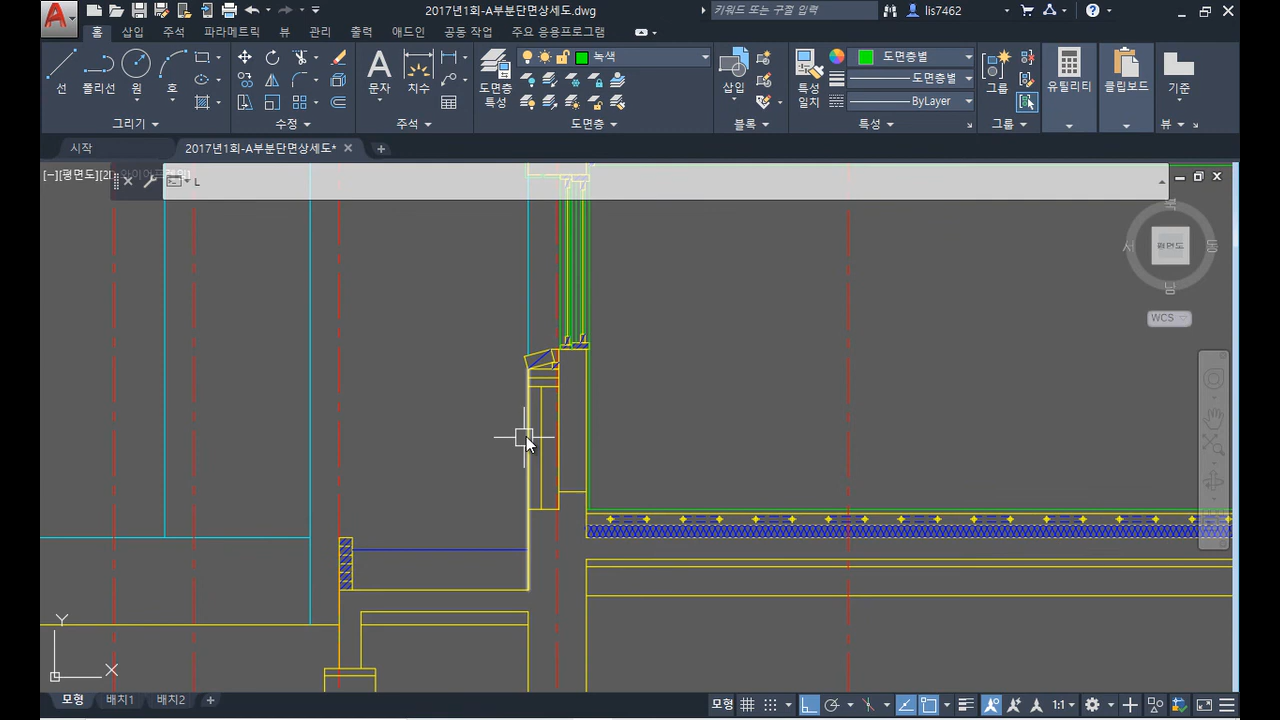 A
2017년1회-A부분단면상세도.dwg
키워드 또는 구절 입력
lis7462
홈 삽입 주석 파라메트릭 뷰 관리 출력 애드인 공동 작업 주요 응용프로그램
녹색
도면층별
도면층별
ByLayer
선 폴리선 원 호 문자 치수 도면층 특성 삽입 특성 일치 그룹 유틸리티 클립보드 기준
그리기 수정 주석 도면층 블록 특성 그룹 뷰
시작 2017년1회-A부분단면상세도*
[−][평면도]
L
서 평면도 동
남
WCS
Y
X
모형 배치1 배치2 모형 1:1